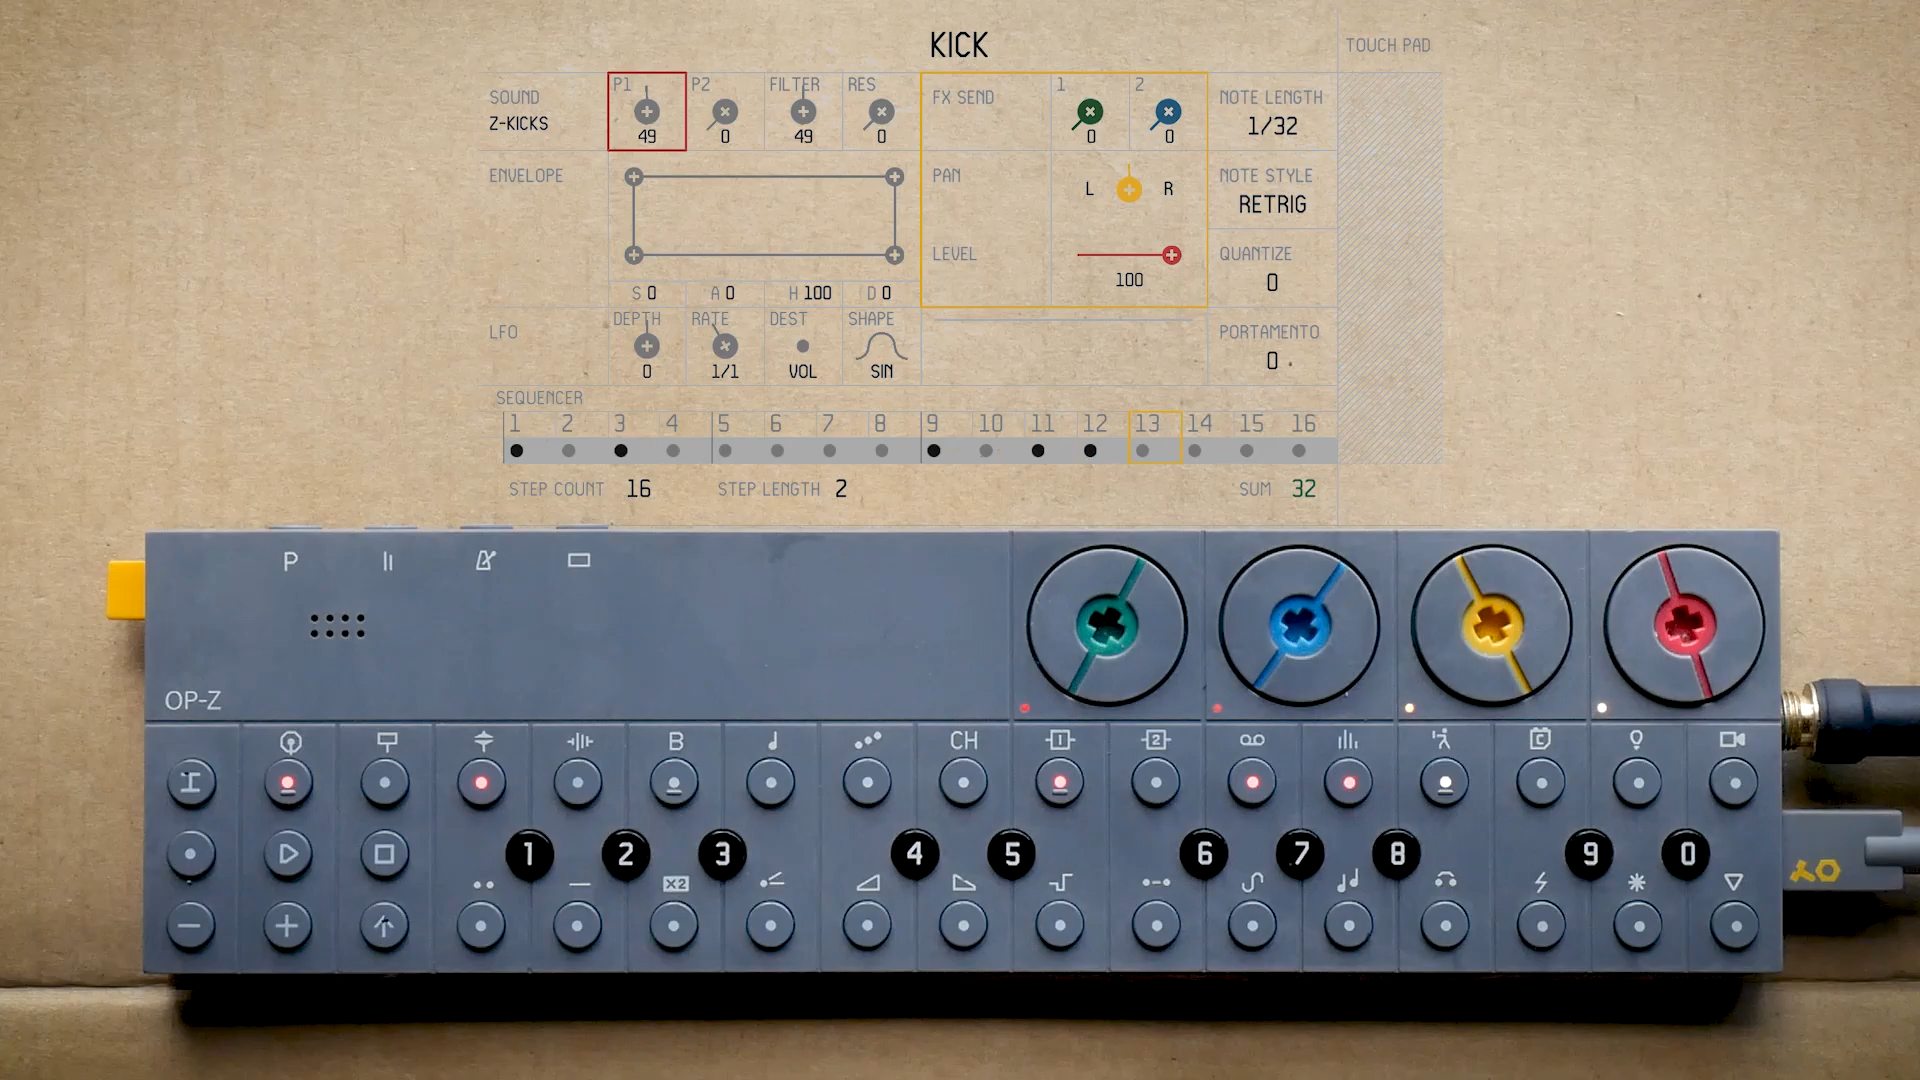 KICK
TOUCH PAD
SOUND
Z-KICKS
P1
49
P2
0
FILTER
49
RES
0
FX SEND
1
0
2
0
NOTE LENGTH
1/32
ENVELOPE
PAN
L
R
NOTE STYLE
RETRIG
LEVEL
100
QUANTIZE
0
S 0
A 0
H 100
D 0
LFO
DEPTH
0
RATE
1/1
DEST
VOL
SHAPE
SIN
PORTAMENTO
0
SEQUENCER
1 2 3 4 5 6 7 8 9 10 11 12 13 14 15 16
STEP COUNT 16
STEP LENGTH 2
SUM 32
P
OP-Z
B
CH
1
2
C
1 2 3 4 5 6 7 8 9 0
X2